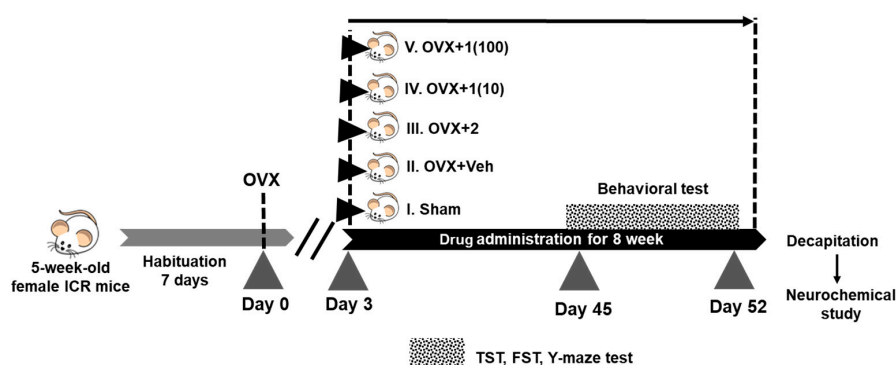 V. OVX+1(100)
IV. OVX+1(10)
III. OVX+2
II. OVX+Veh
I. Sham
OVX
Behavioral test
Drug administration for 8 week
5-week-old
female ICR mice
Habituation
7 days
Day 0
Day 3
Day 45
Day 52
Decapitation
Neurochemical
study
TST, FST, Y-maze test